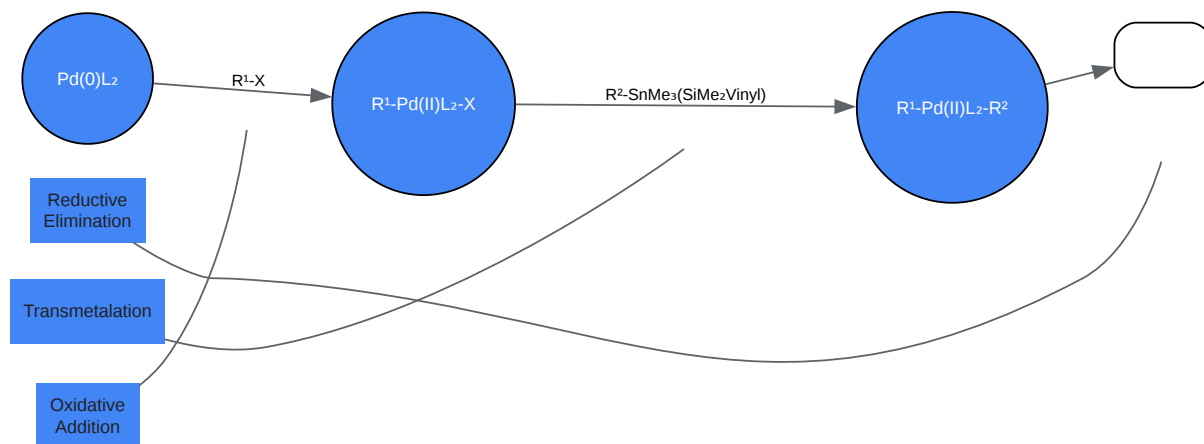 Pd(0)L₂
R¹-X
R¹-Pd(II)L₂-X
R²-SnMe₃(SiMe₂Vinyl)
R¹-Pd(II)L₂-R²
Reductive
Elimination
Transmetalation
Oxidative
Addition